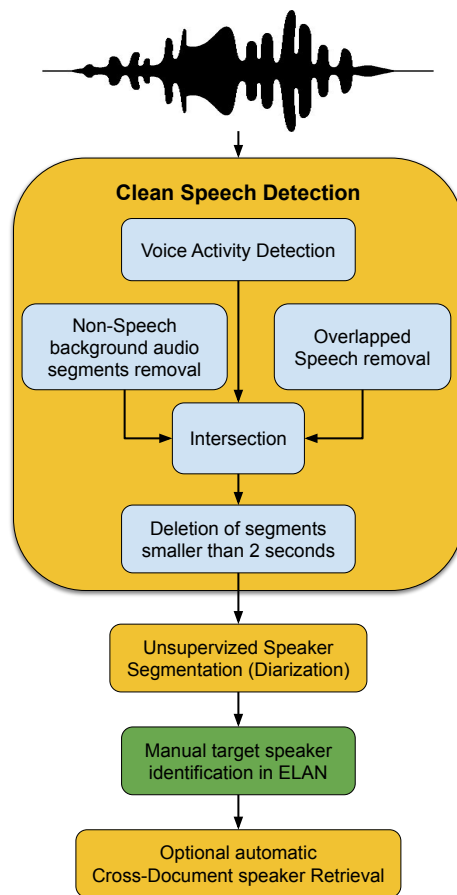 Clean Speech Detection
Voice Activity Detection
Non-Speech
background audio
segments removal
Overlapped
Speech removal
Intersection
Deletion of segments
smaller than 2 seconds
Unsupervized Speaker
Segmentation (Diarization)
Manual target speaker
identification in ELAN
Optional automatic
Cross-Document speaker Retrieval